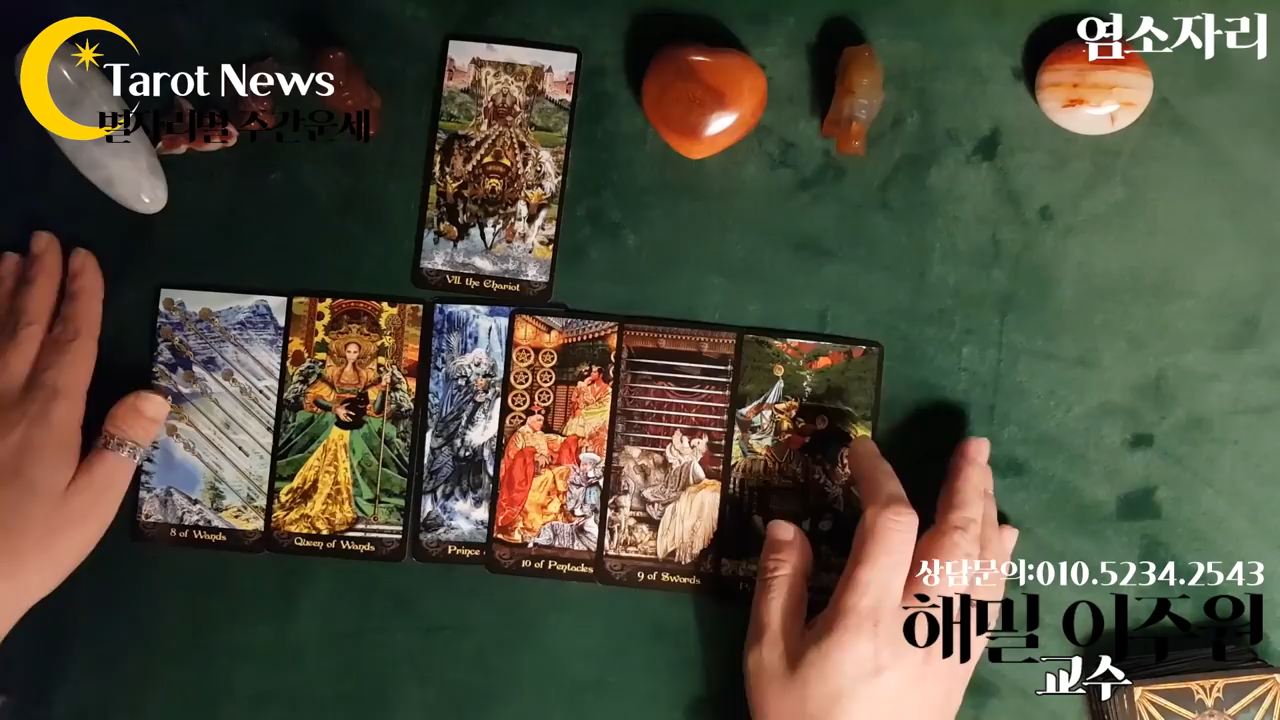 Tarot News
별자리별 주간운세
염소자리
VII. the Chariot
8 of Wands
Queen of Wands
Prince
10 of Pentacles
9 of Swords
상담문의:010.5234.2543
해밀 이주원
교수